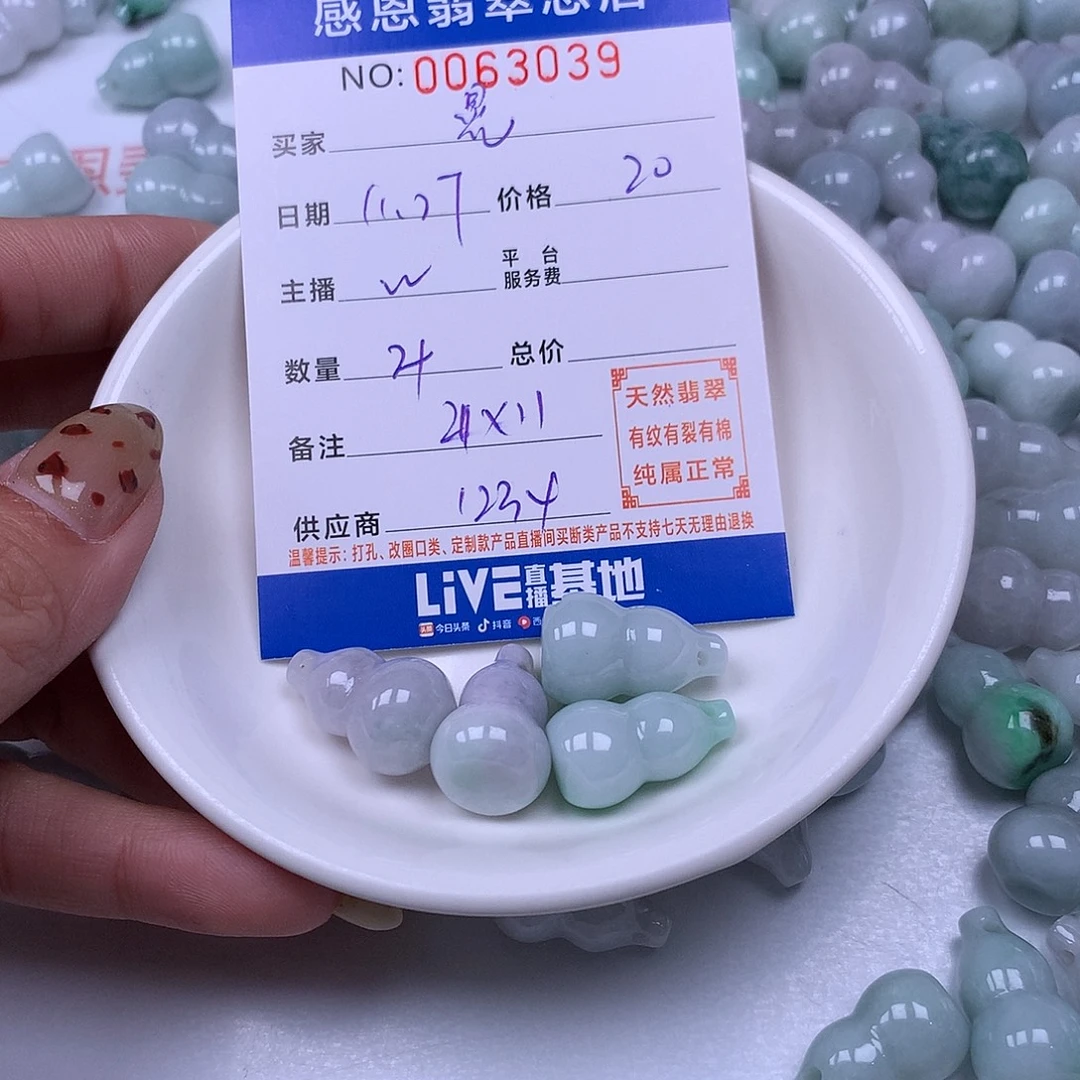 感恩翡翠总店
NO: 0063039
买家
日期 11.27 价格 20
主播 W 平台服务费
数量 24 总价
备注 24×11
天然翡翠
有纹有裂有棉
纯属正常
供应商 1234
温馨提示：打孔、改圈口类、定制款产品直播间买断类产品不支持七天无理由退换
LiVE直播基地
头条 今日头条 抖音 西